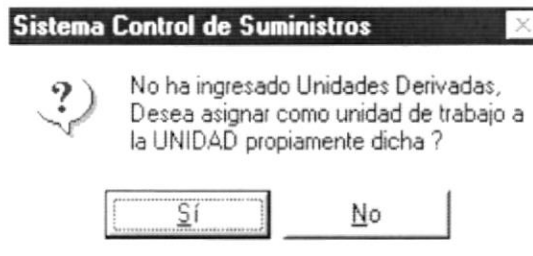 Sistema Control de Suministros
No ha ingresado Unidades Derivadas,
Desea asignar como unidad de trabajo a
la UNIDAD propiamente dicha ?
Sí
No